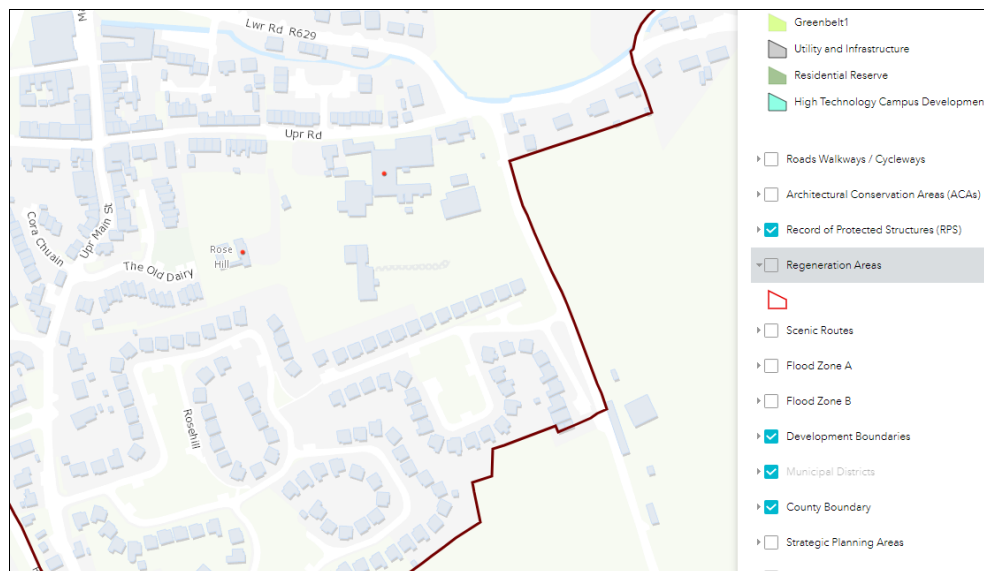 Ma
Lwr Rd R629
Upr Rd
Cora Chuain
Upr Main St
The Old Dairy
Rose
Hill
Rosehill
Greenbelt1
Utility and Infrastructure
Residential Reserve
High Technology Campus Developmen
Roads Walkways / Cycleways
Architectural Conservation Areas (ACAs)
Record of Protected Structures (RPS)
Regeneration Areas
Scenic Routes
Flood Zone A
Flood Zone B
Development Boundaries
Municipal Districts
County Boundary
Strategic Planning Areas